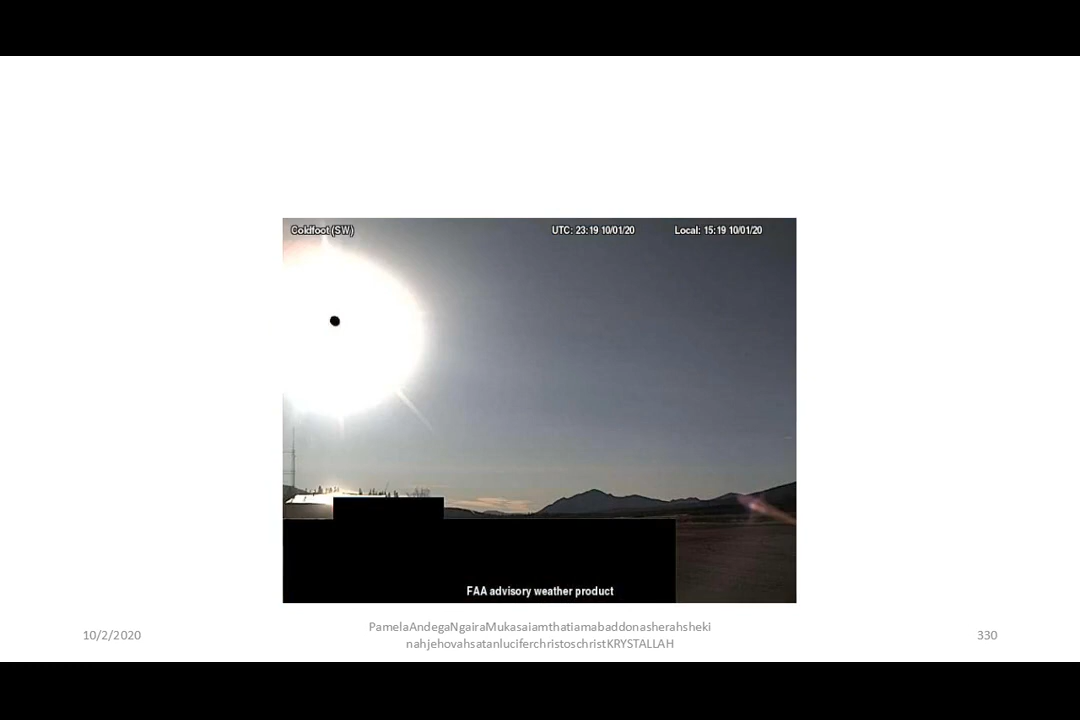 Coldfoot (SW) UTC: 23:19 10/01/20 Local: 15:19 10/01/20
FAA advisory weather product
10/2/2020
PamelaAndegaNgairaMukasaiamthatiamabaddonasherahsheki
nahjehovahsatanluciferchristoschristKRYSTALLAH
330